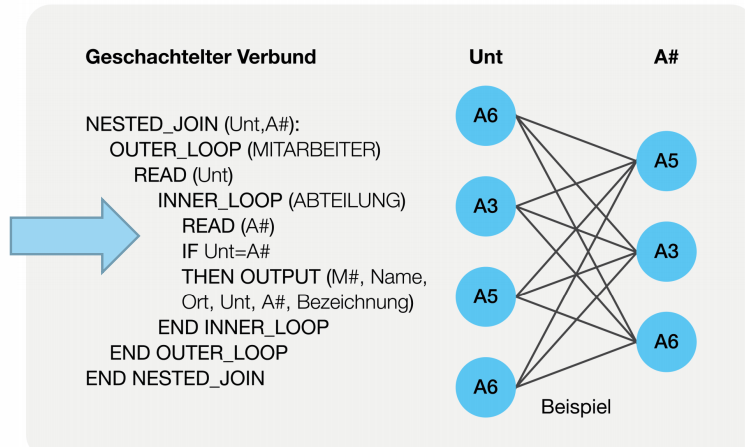 Geschachtelter Verbund
Unt
A#
NESTED_JOIN (Unt,A#):
OUTER_LOOP (MITARBEITER)
READ (Unt)
INNER_LOOP (ABTEILUNG)
READ (A#)
IF Unt=A#
THEN OUTPUT (M#, Name,
Ort, Unt, A#, Bezeichnung)
END INNER_LOOP
END OUTER_LOOP
END NESTED_JOIN
A6
A3
A5
A6
A5
A3
A6
Beispiel